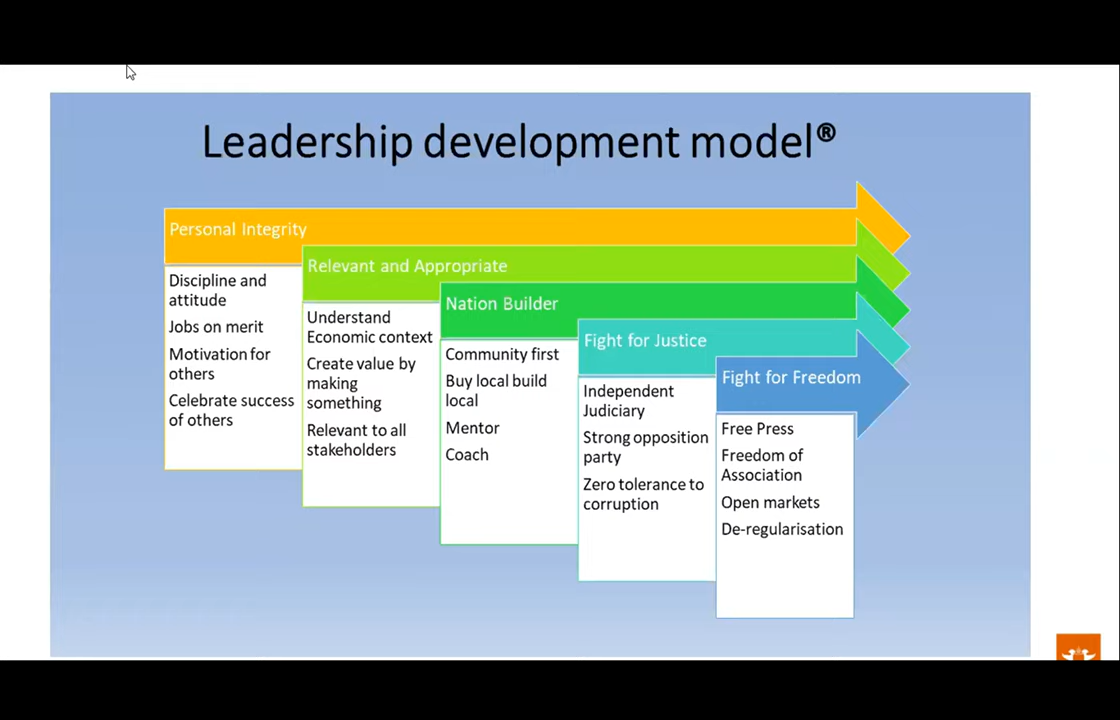 Leadership development model®
Personal Integrity
Discipline and
attitude
Jobs on merit
Motivation for
others
Celebrate success
of others
Relevant and Appropriate
Understand
Economic context
Create value by
making
something
Relevant to all
stakeholders
Nation Builder
Community first
Buy local build
local
Mentor
Coach
Fight for Justice
Independent
Judiciary
Strong opposition
party
Zero tolerance to
corruption
Fight for Freedom
Free Press
Freedom of
Association
Open markets
De-regularisation